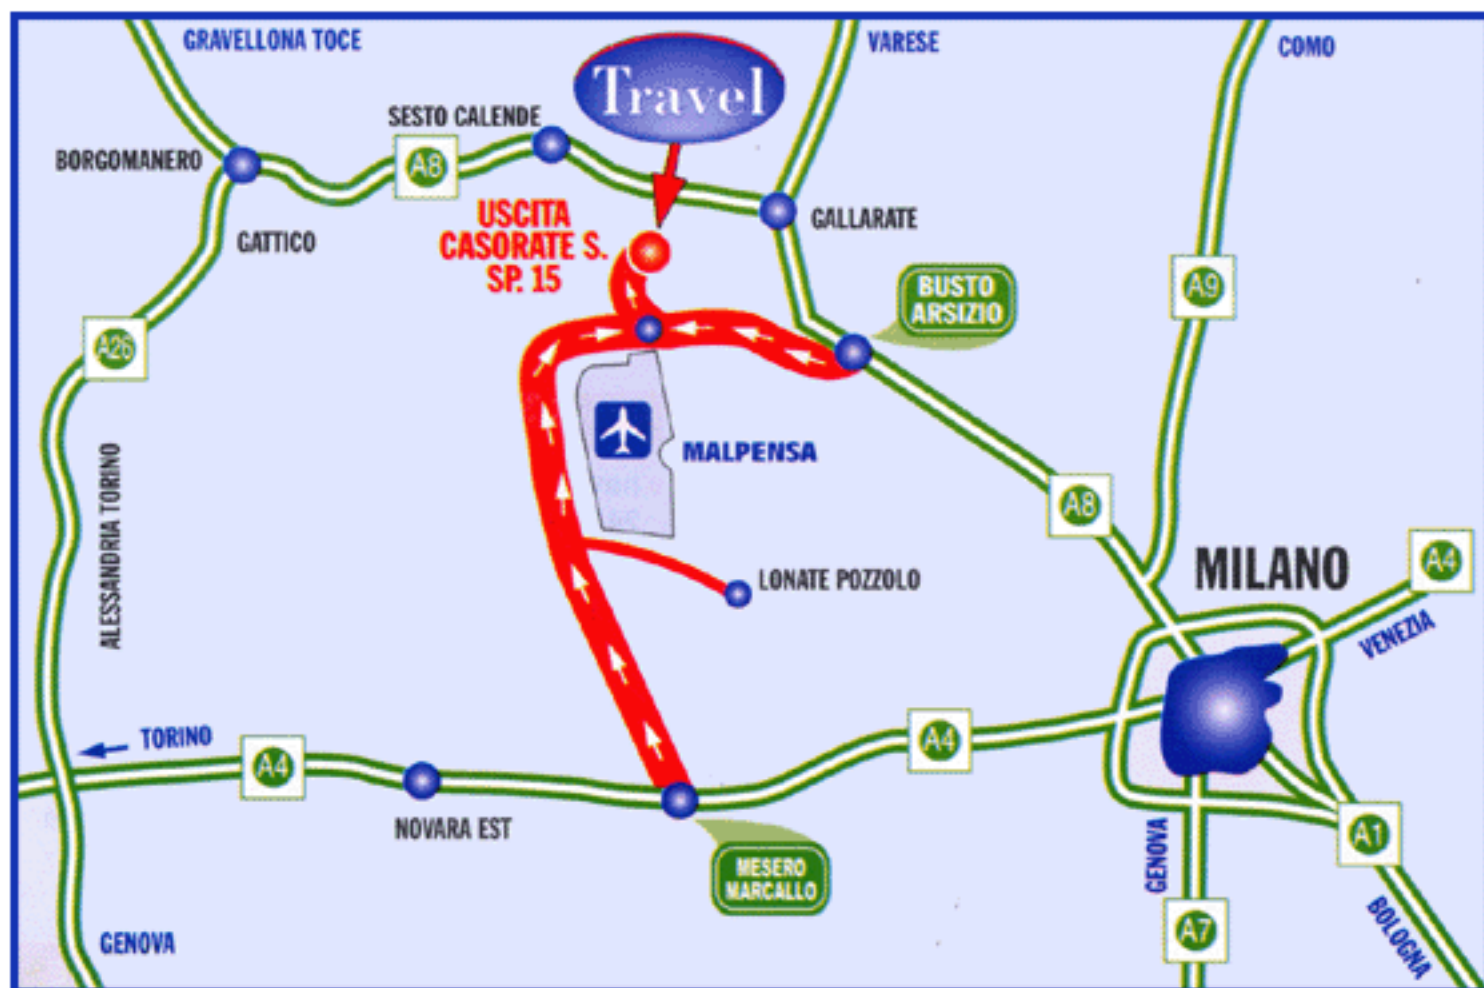 GRAVELLONA TOCE
Travel
VARESE
COMO
SESTO CALENDE
BORGOMANERO
A8
USCITA
CASORATE S.
SP. 15
GALLARATE
GATTICO
BUSTO
ARSIZIO
A9
A26
MALPENSA
ALESSANDRIA TORINO
A8
MILANO
A4
LONATE POZZOLO
VENEZIA
TORINO
A4
A4
NOVARA EST
MESERO
MARCALLO
GENOVA
A1
GENOVA
A7
BOLOGNA